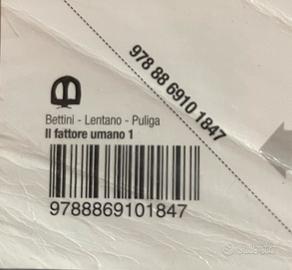 978 88 6910 1847
Bettini - Lentano - Puliga
Il fattore umano 1
9788869101847